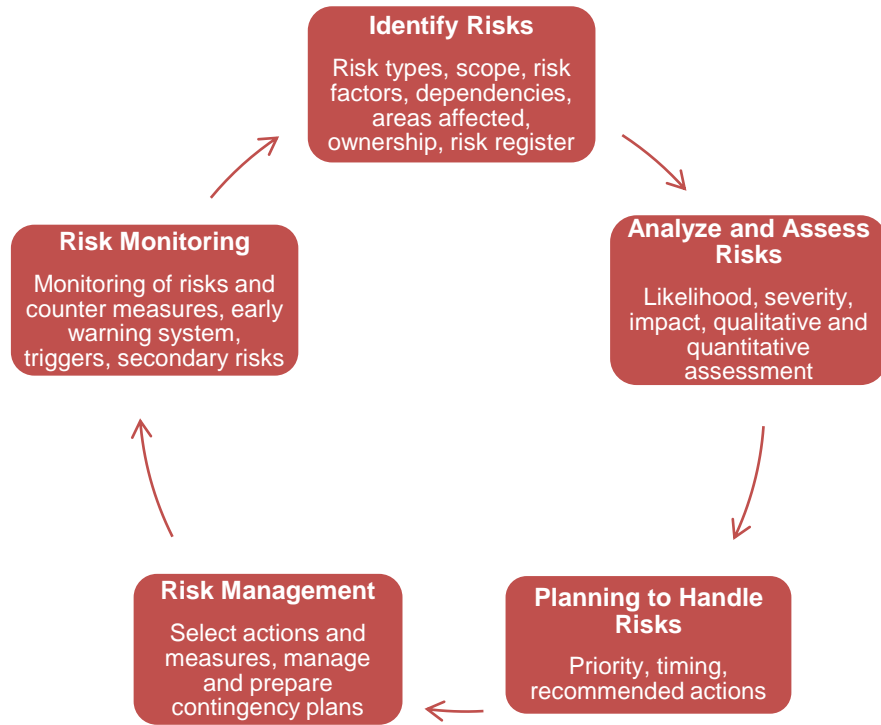 Identify Risks
Risk types, scope, risk
factors, dependencies,
areas affected,
ownership, risk register
Analyze and Assess
Risks
Likelihood, severity,
impact, qualitative and
quantitative
assessment
Planning to Handle
Risks
Priority, timing,
recommended actions
Risk Management
Select actions and
measures, manage
and prepare
contingency plans
Risk Monitoring
Monitoring of risks and
counter measures, early
warning system,
triggers, secondary risks